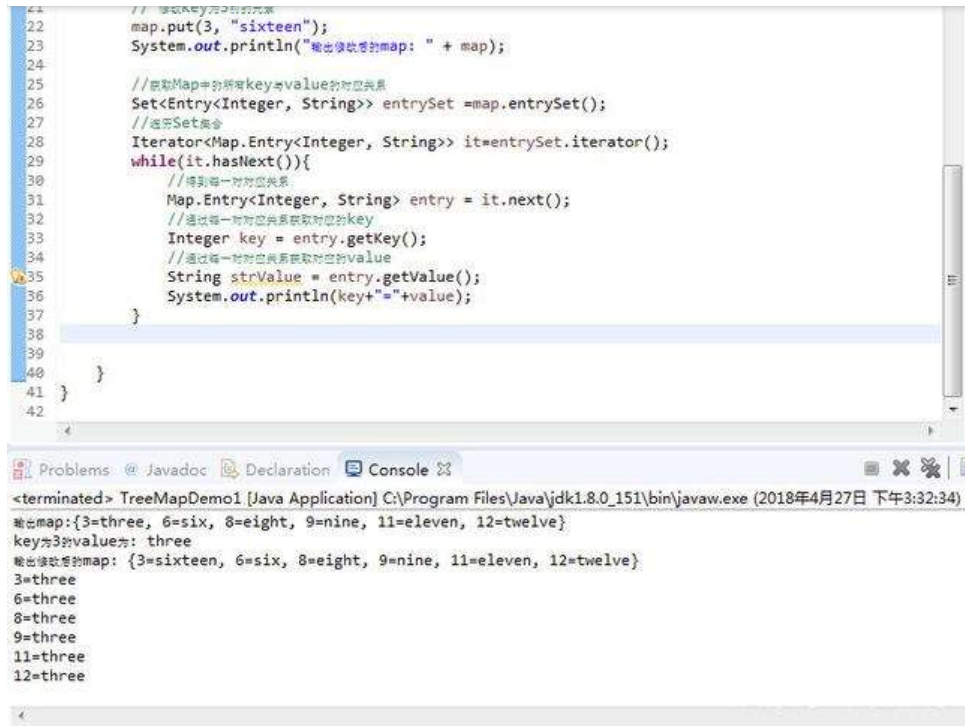 21 // 修改Key为3的的元素
22 map.put(3, "sixteen");
23 System.out.println("输出修改后的map: " + map);
24
25 //获取Map中的所有key与value的对应关系
26 Set<Entry<Integer, String>> entrySet =map.entrySet();
27 //遍历Set集合
28 Iterator<Map.Entry<Integer, String>> it=entrySet.iterator();
29 while(it.hasNext()){
30 //得到每一对对应关系
31 Map.Entry<Integer, String> entry = it.next();
32 //通过每一对对应关系获取对应的key
33 Integer key = entry.getKey();
34 //通过每一对对应关系获取对应的value
35 String strValue = entry.getValue();
36 System.out.println(key+"="+value);
37 }
38
39
40 }
41 }
42
Problems @ Javadoc Declaration Console
<terminated> TreeMapDemo1 [Java Application] C:\Program Files\Java\jdk1.8.0_151\bin\javaw.exe (2018年4月27日 下午3:32:34)
输出map:{3=three, 6=six, 8=eight, 9=nine, 11=eleven, 12=twelve}
key为3的value为: three
输出修改后的map: {3=sixteen, 6=six, 8=eight, 9=nine, 11=eleven, 12=twelve}
3=three
6=three
8=three
9=three
11=three
12=three